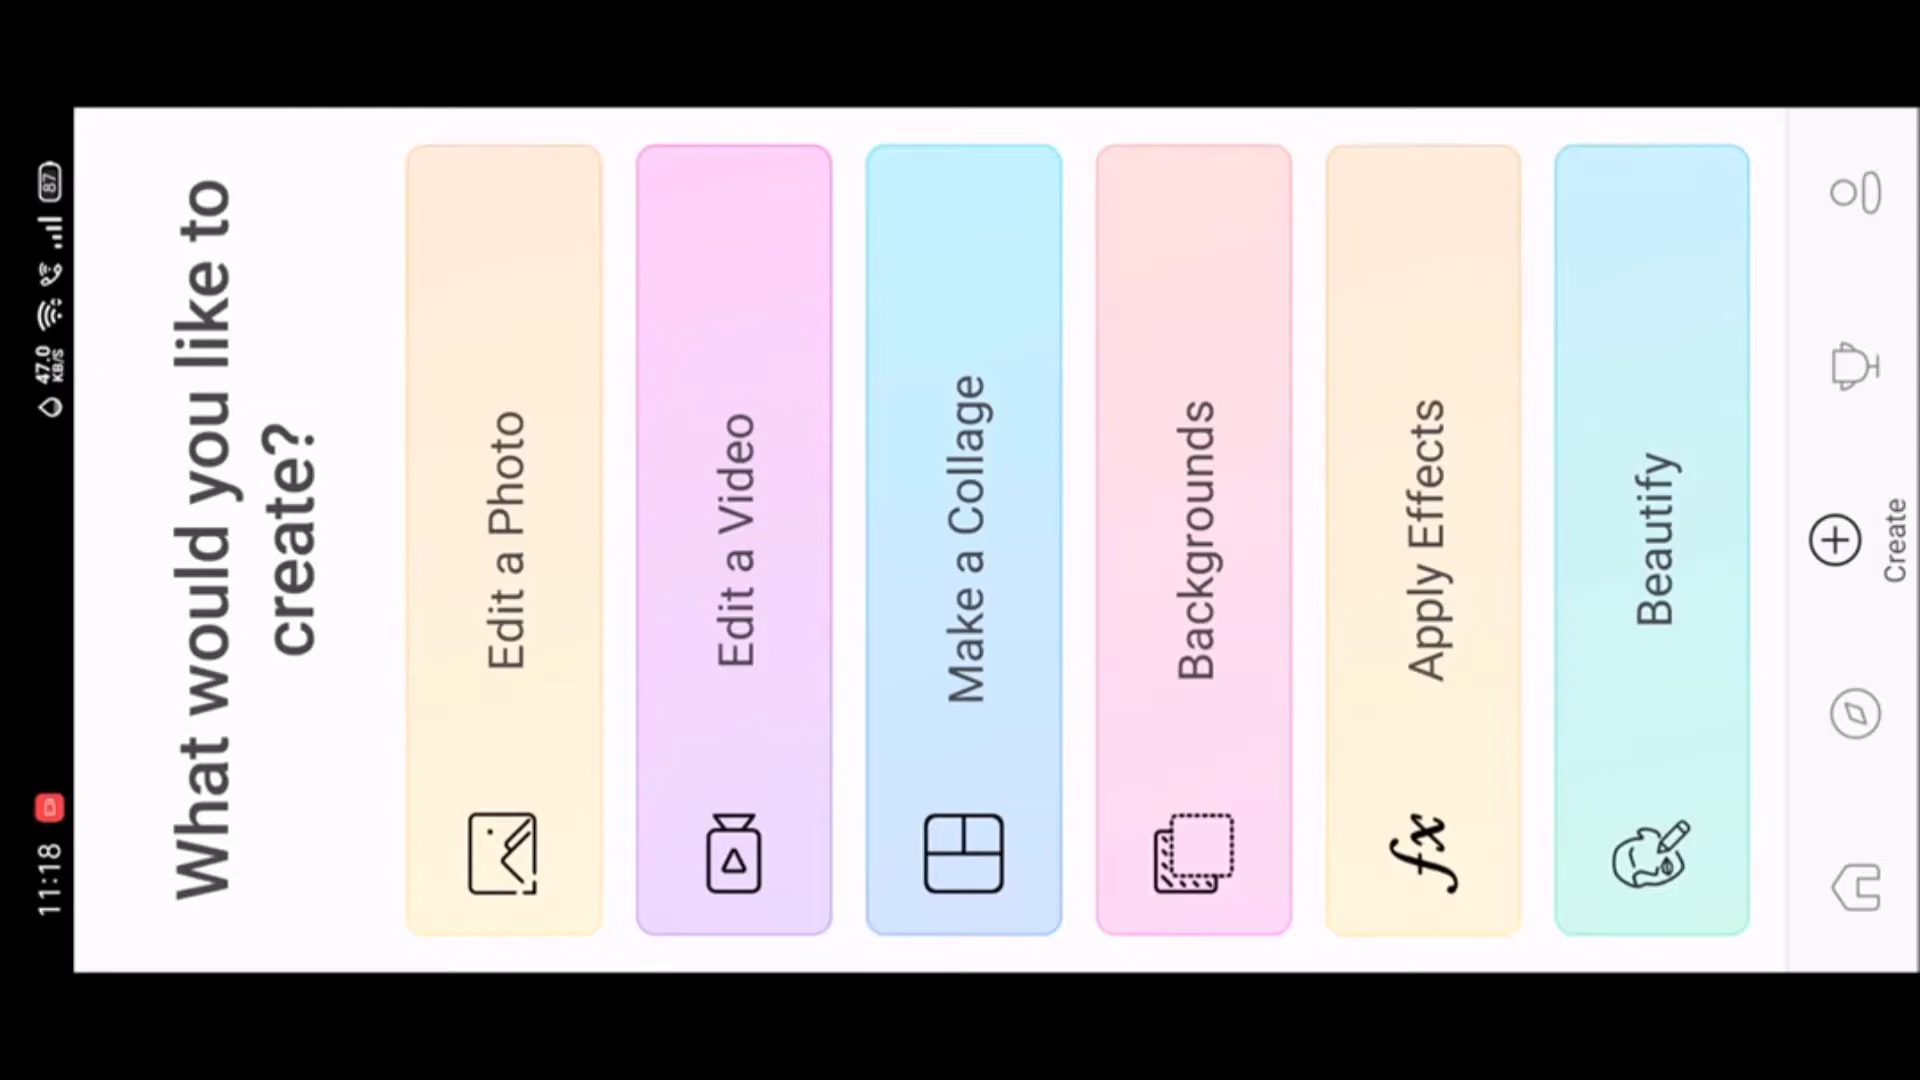 11:18
47.0
KB/S
87
What would you like to
create?
Edit a Photo
Edit a Video
Make a Collage
Backgrounds
fx
Apply Effects
Beautify
Create